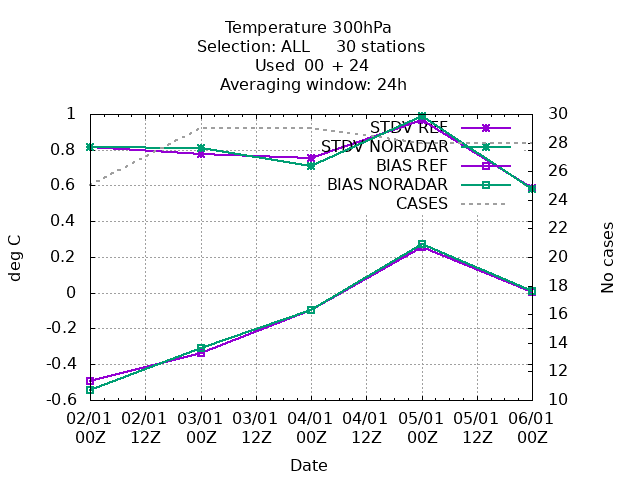 Temperature 300hPa
Selection: ALL 30 stations
Used 00 + 24
Averaging window: 24h
1
0.8
0.6
0.4
0.2
0
-0.2
-0.4
-0.6
30
28
26
24
22
20
18
16
14
12
10
STDV REF
STDV NORADAR
BIAS REF
BIAS NORADAR
CASES
deg C
No cases
02/01 02/01 03/01 03/01 04/01 04/01 05/01 05/01 06/01
00Z 12Z 00Z 12Z 00Z 12Z 00Z 12Z 00Z
Date